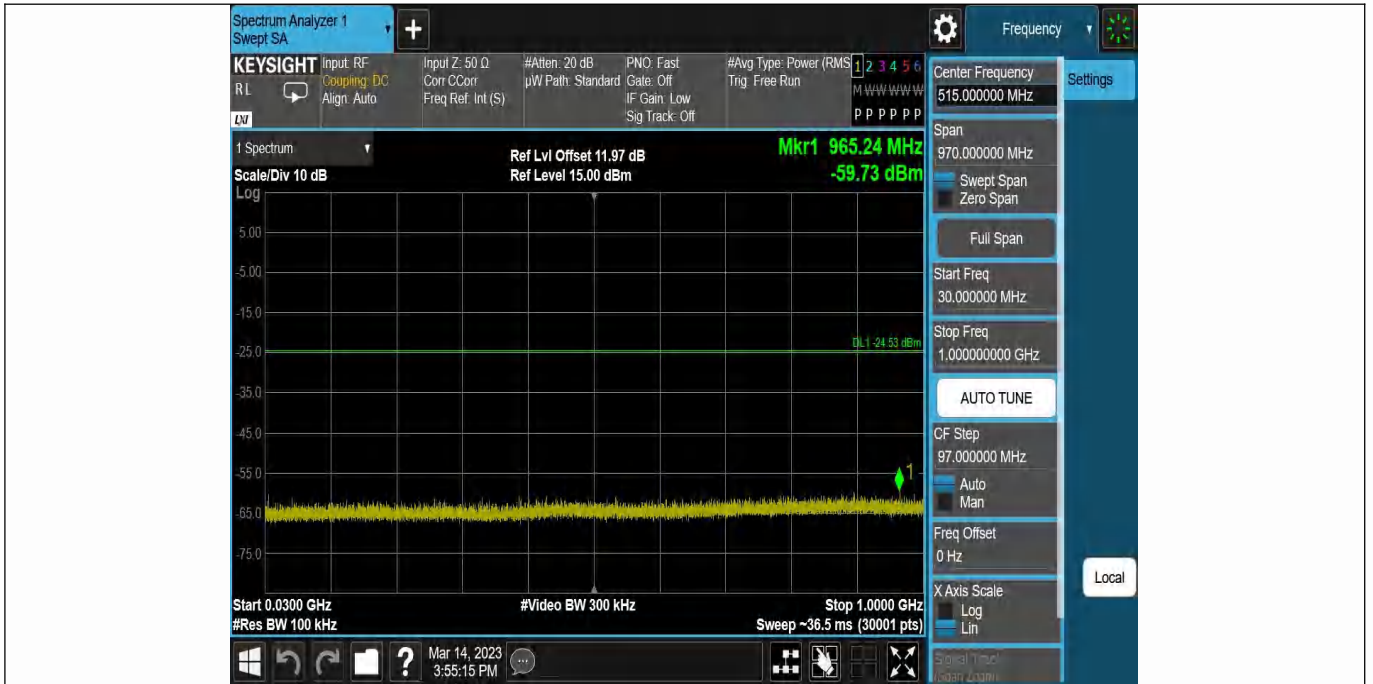 Spectrum Analyzer 1
Swept SA
+
Frequency
KEYSIGHT
RL
LXI
Input: RF
Coupling: DC
Align: Auto
Input Z: 50 Ω
Corr CCorr
Freq Ref: Int (S)
#Atten: 20 dB
µW Path: Standard
PNO: Fast
Gate: Off
IF Gain: Low
Sig Track: Off
#Avg Type: Power (RMS
Trig: Free Run
1 2 3 4 5 6
M W W W W W
P P P P P P
Center Frequency
515.000000 MHz
Settings
1 Spectrum
Scale/Div 10 dB
Ref Lvl Offset 11.97 dB
Ref Level 15.00 dBm
Mkr1 965.24 MHz
-59.73 dBm
Span
970.000000 MHz
Swept Span
Zero Span
Full Span
Start Freq
30.000000 MHz
Stop Freq
1.000000000 GHz
AUTO TUNE
CF Step
97.000000 MHz
Auto
Man
Freq Offset
0 Hz
X Axis Scale
Log
Lin
Signal Track
(Span Zoom)
Local
Log
5.00
-5.00
-15.0
-25.0
-35.0
-45.0
-55.0
-65.0
-75.0
DL1 -24.53 dBm
1
Start 0.0300 GHz
#Res BW 100 kHz
#Video BW 300 kHz
Stop 1.0000 GHz
Sweep ~36.5 ms (30001 pts)
?
Mar 14, 2023
3:55:15 PM